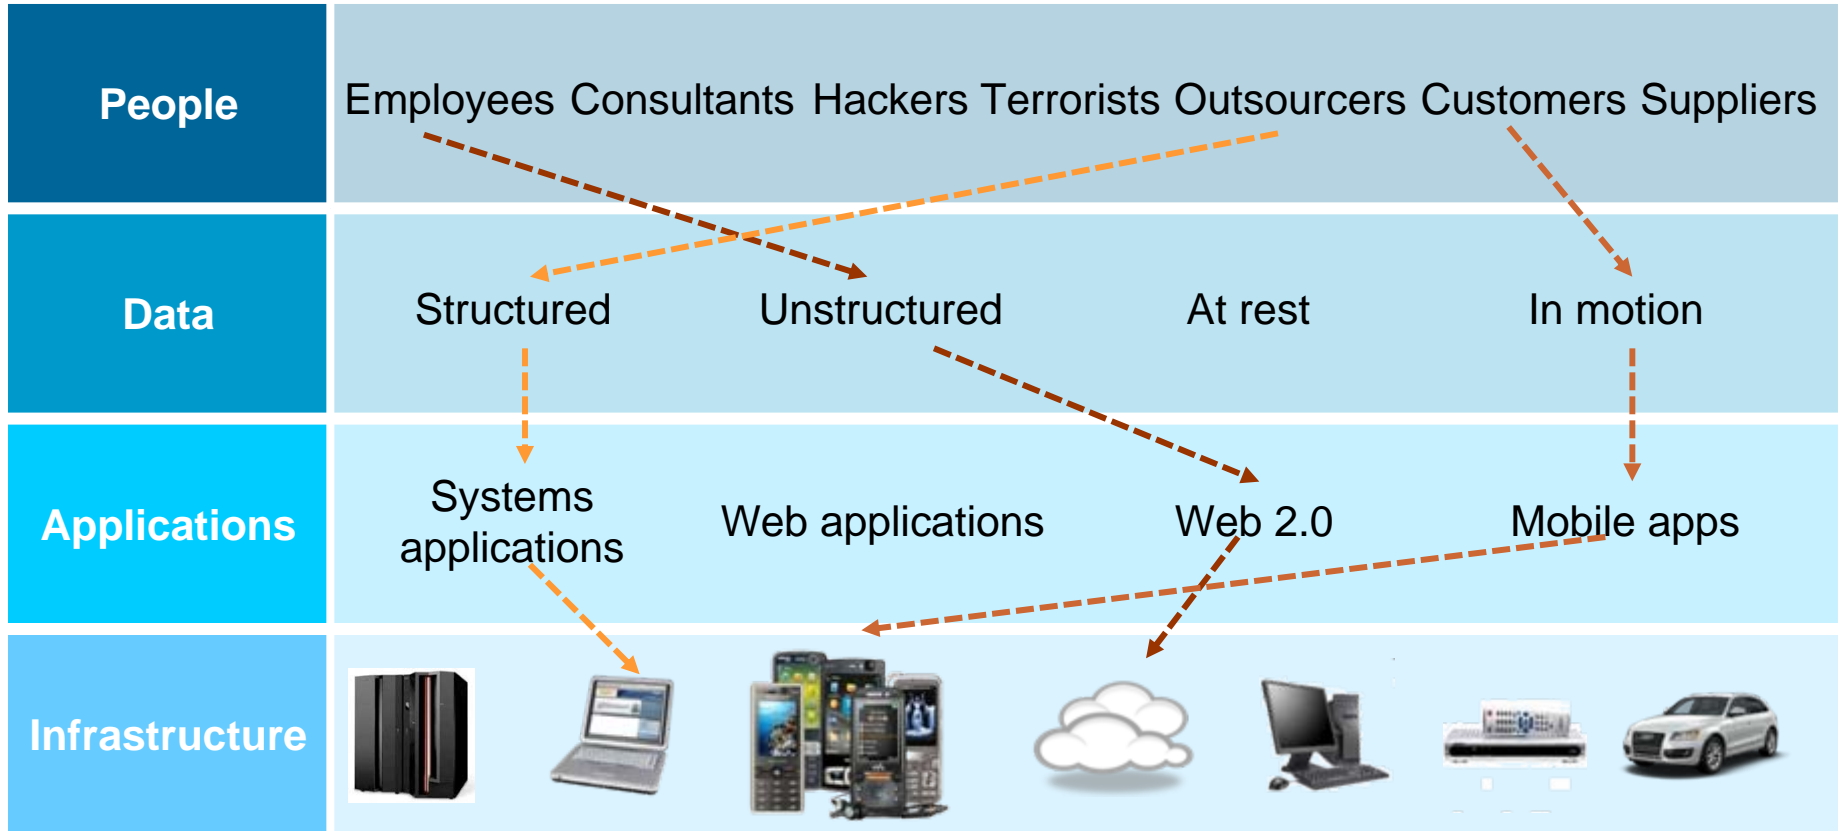 People
Employees Consultants Hackers Terrorists Outsourcers Customers Suppliers
Data
Structured Unstructured At rest In motion
Applications
Systems
applications
Web applications
Web 2.0
Mobile apps
Infrastructure